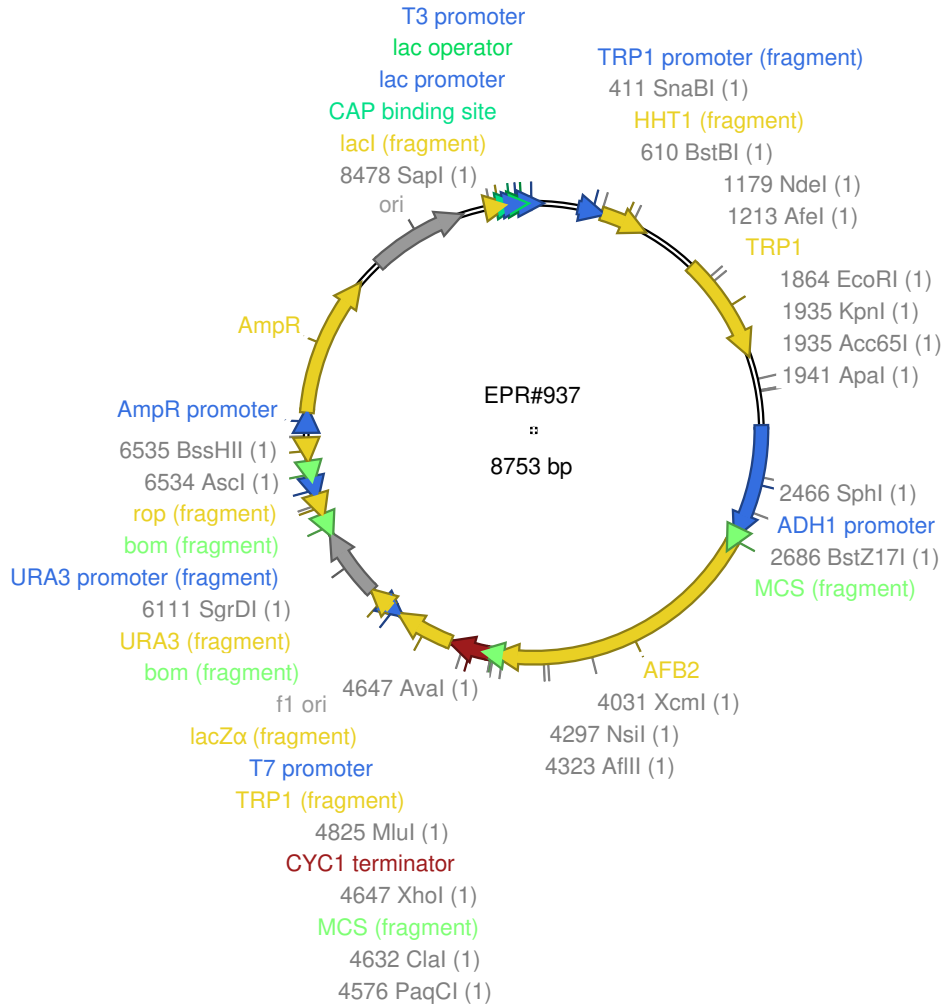 T3 promoter
lac operator
lac promoter
CAP binding site
lacI (fragment)
8478 SapI (1)
ori
TRP1 promoter (fragment)
411 SnaBI (1)
HHT1 (fragment)
610 BstBI (1)
1179 NdeI (1)
1213 AfeI (1)
TRP1
1864 EcoRI (1)
1935 KpnI (1)
1935 Acc65I (1)
1941 ApaI (1)
AmpR
EPR#937
8753 bp
AmpR promoter
6535 BssHII (1)
6534 AscI (1)
rop (fragment)
bom (fragment)
URA3 promoter (fragment)
6111 SgrDI (1)
URA3 (fragment)
bom (fragment)
f1 ori
lacZα (fragment)
T7 promoter
TRP1 (fragment)
4825 MluI (1)
CYC1 terminator
4647 XhoI (1)
MCS (fragment)
4632 ClaI (1)
4576 PaqCI (1)
4647 AvaI (1)
2466 SphI (1)
ADH1 promoter
2686 BstZ17I (1)
MCS (fragment)
AFB2
4031 XcmI (1)
4297 NsiI (1)
4323 AflII (1)